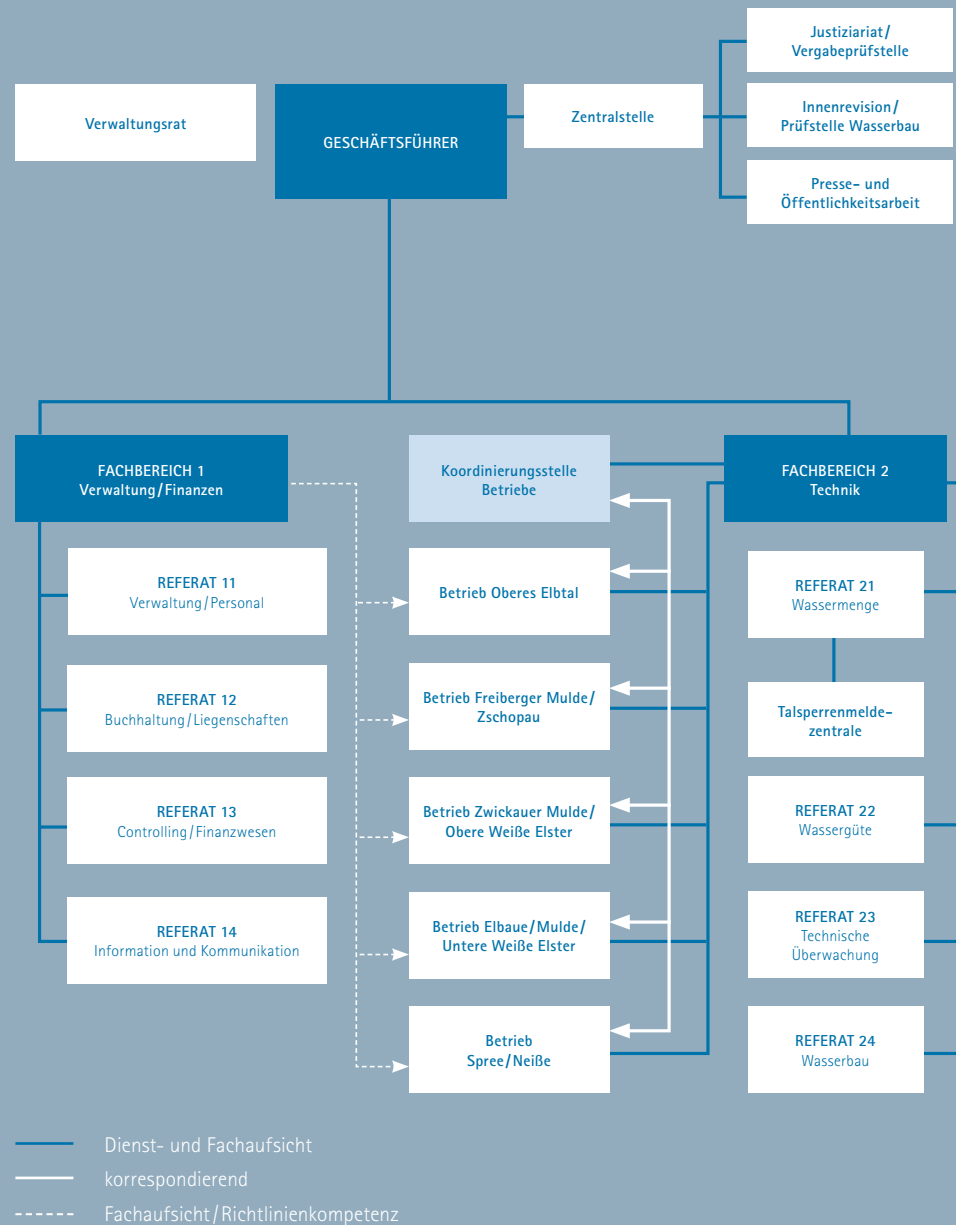 Justiziariat/
Vergabeprüfstelle
Verwaltungsrat
GESCHÄFTSFÜHRER
Zentralstelle
Innenrevision/
Prüfstelle Wasserbau
Presse- und
Öffentlichkeitsarbeit
FACHBEREICH 1
Verwaltung/Finanzen
Koordinierungsstelle
Betriebe
FACHBEREICH 2
Technik
REFERAT 11
Verwaltung/Personal
REFERAT 12
Buchhaltung/Liegenschaften
REFERAT 13
Controlling/Finanzwesen
REFERAT 14
Information und Kommunikation
Betrieb Oberes Elbtal
Betrieb Freiberger Mulde/
Zschopau
Betrieb Zwickauer Mulde/
Obere Weiße Elster
Betrieb Elbaue/Mulde/
Untere Weiße Elster
Betrieb
Spree/Neiße
REFERAT 21
Wassermenge
Talsperrenmelde-
zentrale
REFERAT 22
Wassergüte
REFERAT 23
Technische
Überwachung
REFERAT 24
Wasserbau
Dienst- und Fachaufsicht
korrespondierend
Fachaufsicht/Richtlinienkompetenz